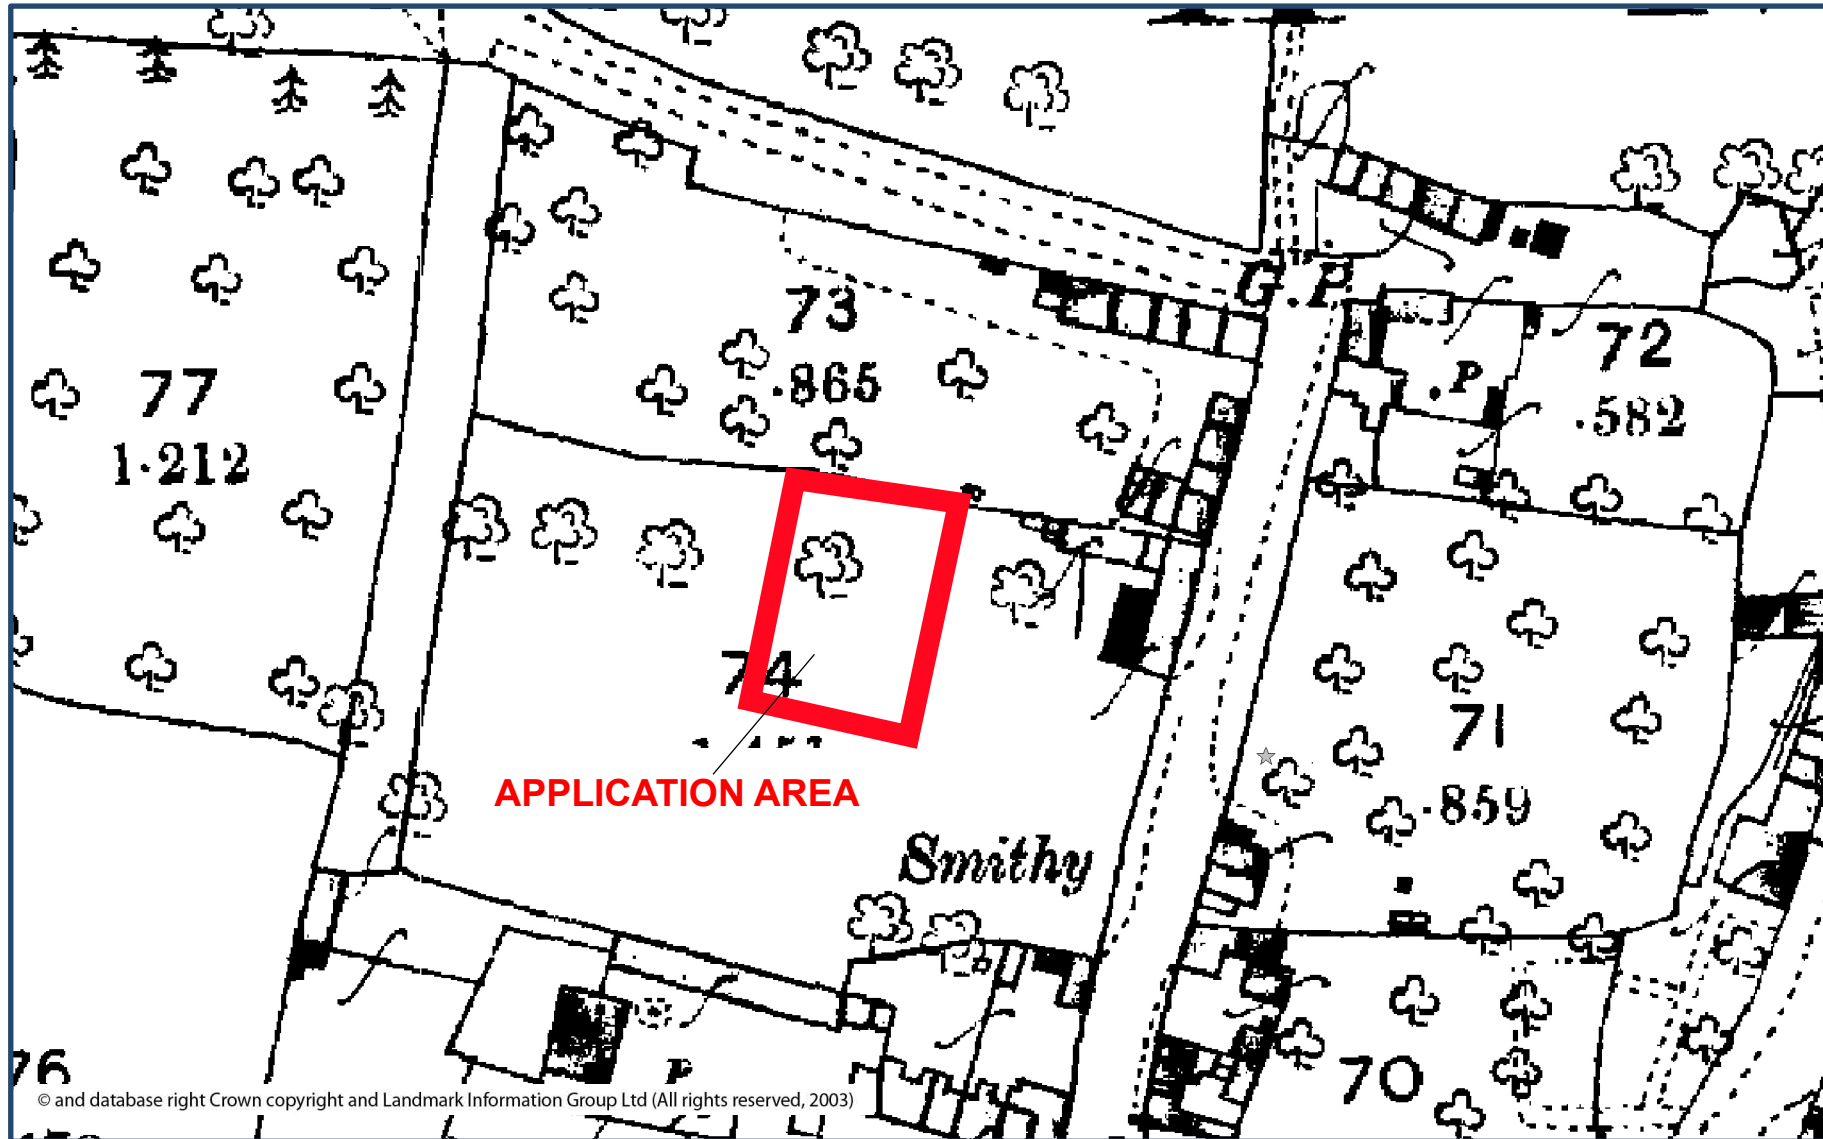 G.P
73
.865
72
.582
.P
77
1.212
74
71
.859
APPLICATION AREA
Smithy
76
P
70
© and database right Crown copyright and Landmark Information Group Ltd (All rights reserved, 2003)